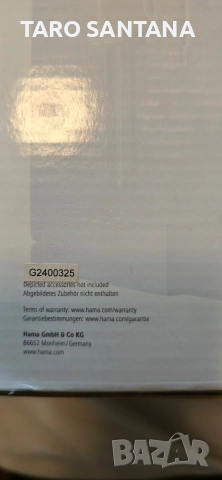 TARO SANTANA
G2400325
Depicted accessories not included
Abgebildetes Zubehör nicht enthalten
Terms of warranty: www.hama.com/warranty
Garantiebestimmungen: www.hama.com/garantie
Hama GmbH & Co KG
86652 Monheim/Germany
www.hama.com
BAZAR
bg